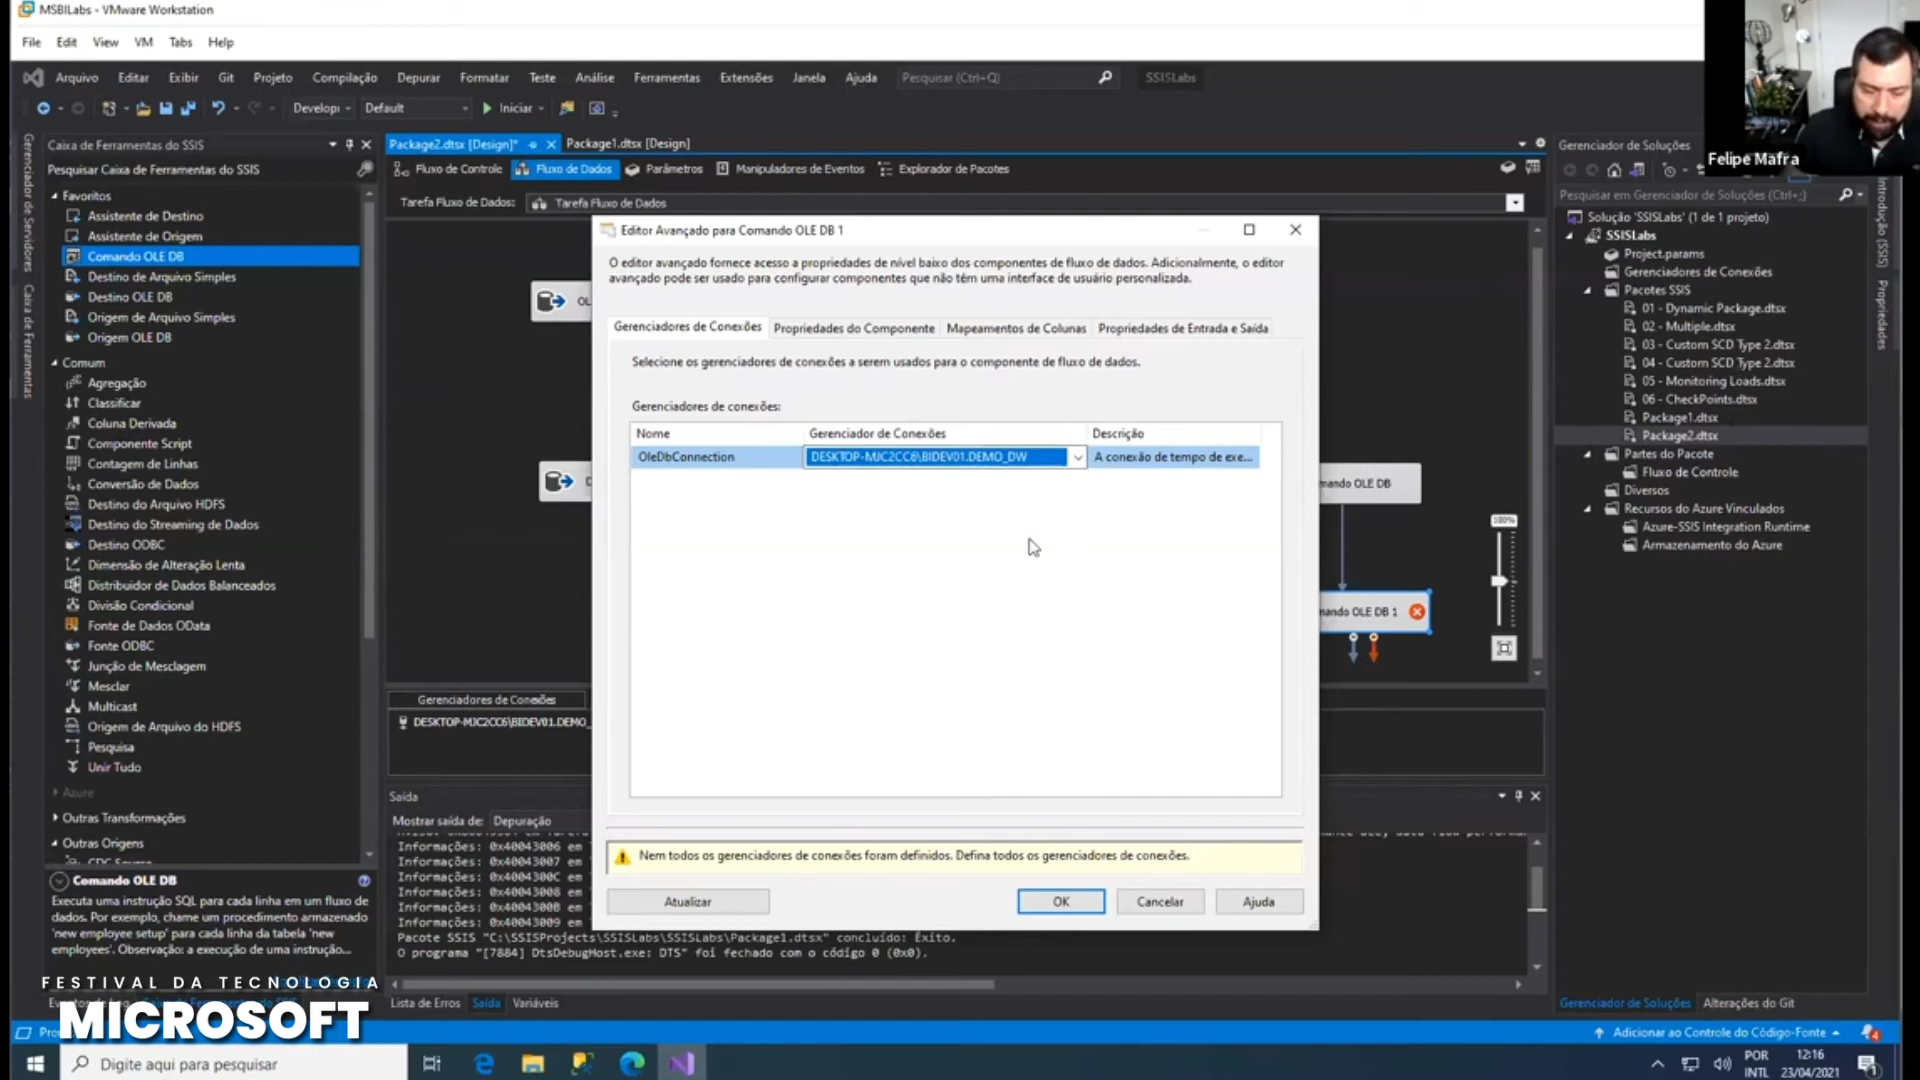 MSBILabs - VMware Workstation
File Edit View VM Tabs Help
Arquivo Editar Exibir Git Projeto Compilação Depurar Formatar Teste Análise Ferramentas Extensões Janela Ajuda Pesquisar (Ctrl+Q) SSISLabs
Developı Default Iniciar
Felipe Mafra
Gerenciador de Servidores
Caixa de Ferramentas
Caixa de Ferramentas do SSIS
Pesquisar Caixa de Ferramentas do SSIS
Favoritos
Assistente de Destino
Assistente de Origem
Comando OLE DB
Destino de Arquivo Simples
Destino OLE DB
Origem de Arquivo Simples
Origem OLE DB
Comum
Agregação
Classificar
Coluna Derivada
Componente Script
Contagem de Linhas
Conversão de Dados
Destino do Arquivo HDFS
Destino do Streaming de Dados
Destino ODBC
Dimensão de Alteração Lenta
Distribuidor de Dados Balanceados
Divisão Condicional
Fonte de Dados OData
Fonte ODBC
Junção de Mesclagem
Mesclar
Multicast
Origem de Arquivo do HDFS
Pesquisa
Unir Tudo
Azure
Outras Transformações
Outras Origens
CDC Source
Comando OLE DB
Executa uma instrução SQL para cada linha em um fluxo de
dados. Por exemplo, chame um procedimento armazenado
'new employee setup' para cada linha da tabela 'new
employees'. Observação: a execução de uma instrução...
Package2.dtsx [Design]* Package1.dtsx [Design]
Fluxo de Controle Fluxo de Dados Parâmetros Manipuladores de Eventos Explorador de Pacotes
Tarefa Fluxo de Dados: Tarefa Fluxo de Dados
OL
mando OLE DB
mando OLE DB 1
100%
Editor Avançado para Comando OLE DB 1
O editor avançado fornece acesso a propriedades de nível baixo dos componentes de fluxo de dados. Adicionalmente, o editor
avançado pode ser usado para configurar componentes que não têm uma interface de usuário personalizada.
Gerenciadores de Conexões Propriedades do Componente Mapeamentos de Colunas Propriedades de Entrada e Saída
Selecione os gerenciadores de conexões a serem usados para o componente de fluxo de dados.
Gerenciadores de conexões:
Nome Gerenciador de Conexões Descrição
OleDbConnection DESKTOP-MJC2CC6\BIDEV01.DEMO_DW A conexão de tempo de exe...
Nem todos os gerenciadores de conexões foram definidos. Defina todos os gerenciadores de conexões.
Atualizar OK Cancelar Ajuda
Gerenciadores de Conexões
DESKTOP-MJC2CC6\BIDEV01.DEMO_
Saída
Mostrar saída de: Depuração
Informações: 0x40043006 em
Informações: 0x40043007 em
Informações: 0x4004300C em
Informações: 0x40043008 em
Informações: 0x4004300B em
Informações: 0x40043009 em
Pacote SSIS "C:\SSISProjects\SSISLabs\SSISLabs\Package1.dtsx" concluído: Êxito.
O programa "[7884] DtsDebugHost.exe: DTS" foi fechado com o código 0 (0x0).
Lista de Erros Saída Variáveis
Gerenciador de Soluções
Pesquisar em Gerenciador de Soluções (Ctrl+;)
Solução 'SSISLabs' (1 de 1 projeto)
SSISLabs
Project.params
Gerenciadores de Conexões
Pacotes SSIS
01 - Dynamic Package.dtsx
02 - Multiple.dtsx
03 - Custom SCD Type 2.dtsx
04 - Custom SCD Type 2.dtsx
05 - Monitoring Loads.dtsx
06 - CheckPoints.dtsx
Package1.dtsx
Package2.dtsx
Partes do Pacote
Fluxo de Controle
Diversos
Recursos do Azure Vinculados
Azure-SSIS Integration Runtime
Armazenamento do Azure
Introdução (SSIS)
Propriedades
Gerenciador de Soluções Alterações do Git
FESTIVAL DA TECNOLOGIA
MICROSOFT
Adicionar ao Controle do Código-Fonte
Digite aqui para pesquisar
POR
INTL
12:16
23/04/2021